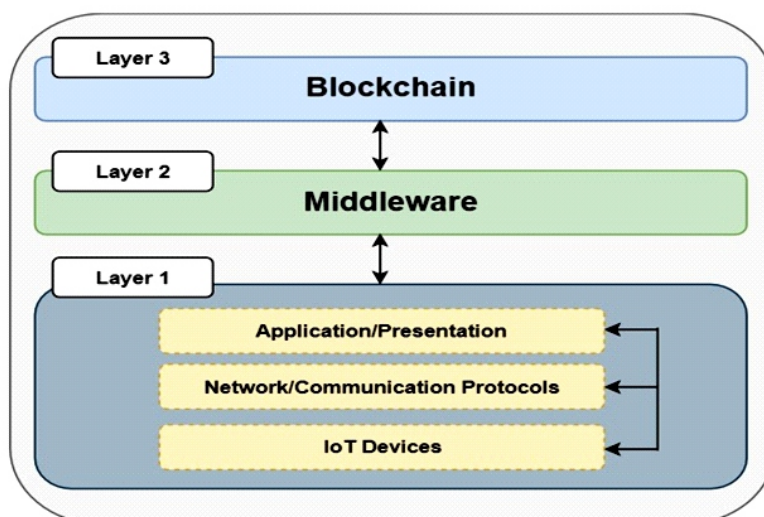 Layer 3
Blockchain
Layer 2
Middleware
Layer 1
Application/Presentation
Network/Communication Protocols
IoT Devices